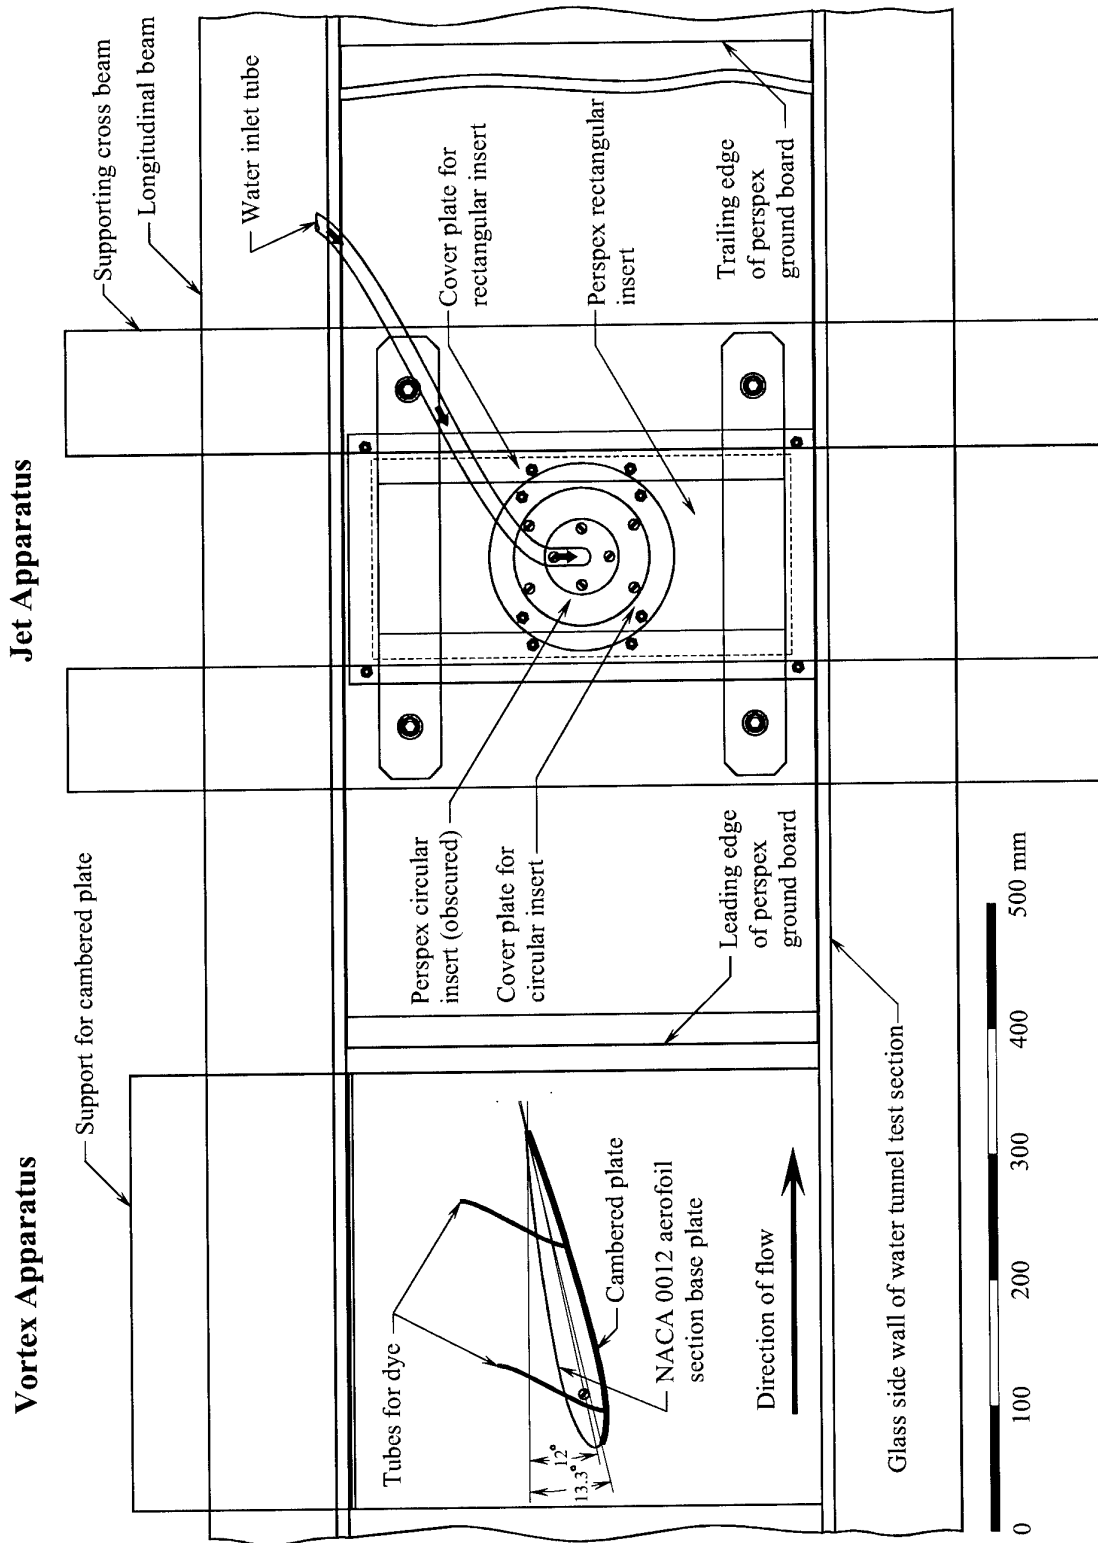 Vortex Apparatus
Jet Apparatus
Support for cambered plate
Supporting cross beam
Longitudinal beam
Water inlet tube
Tubes for dye
Perspex circular
insert (obscured)
Cover plate for
circular insert
Cover plate for
rectangular insert
Perspex rectangular
insert
13.3°
12°
Cambered plate
NACA 0012 aerofoil
section base plate
Direction of flow
Leading edge
of perspex
ground board
Trailing edge
of perspex
ground board
Glass side wall of water tunnel test section
0
100
200
300
400
500 mm